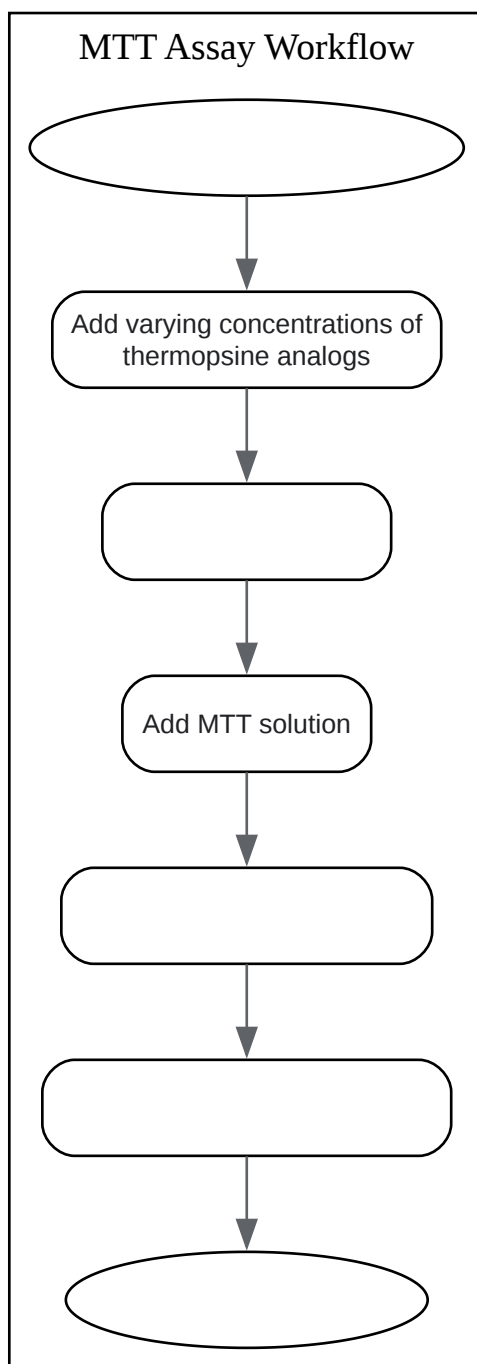 MTT Assay Workflow
Add varying concentrations of
thermopsine analogs
Add MTT solution